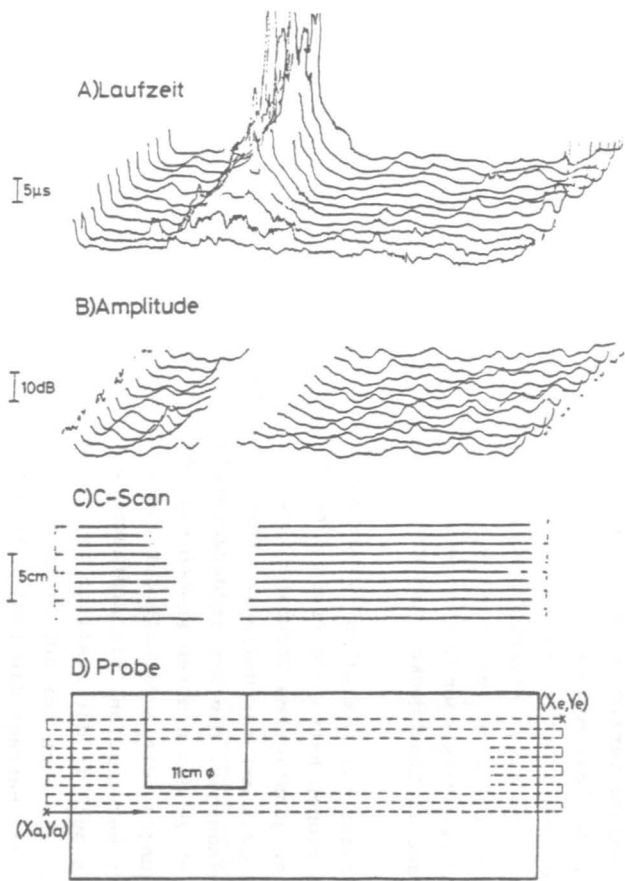 A)Laufzeit
5µs
B)Amplitude
10dB
C)C-Scan
5cm
D) Probe
(Xe,Ye)
11cm ϕ
(Xa,Ya)